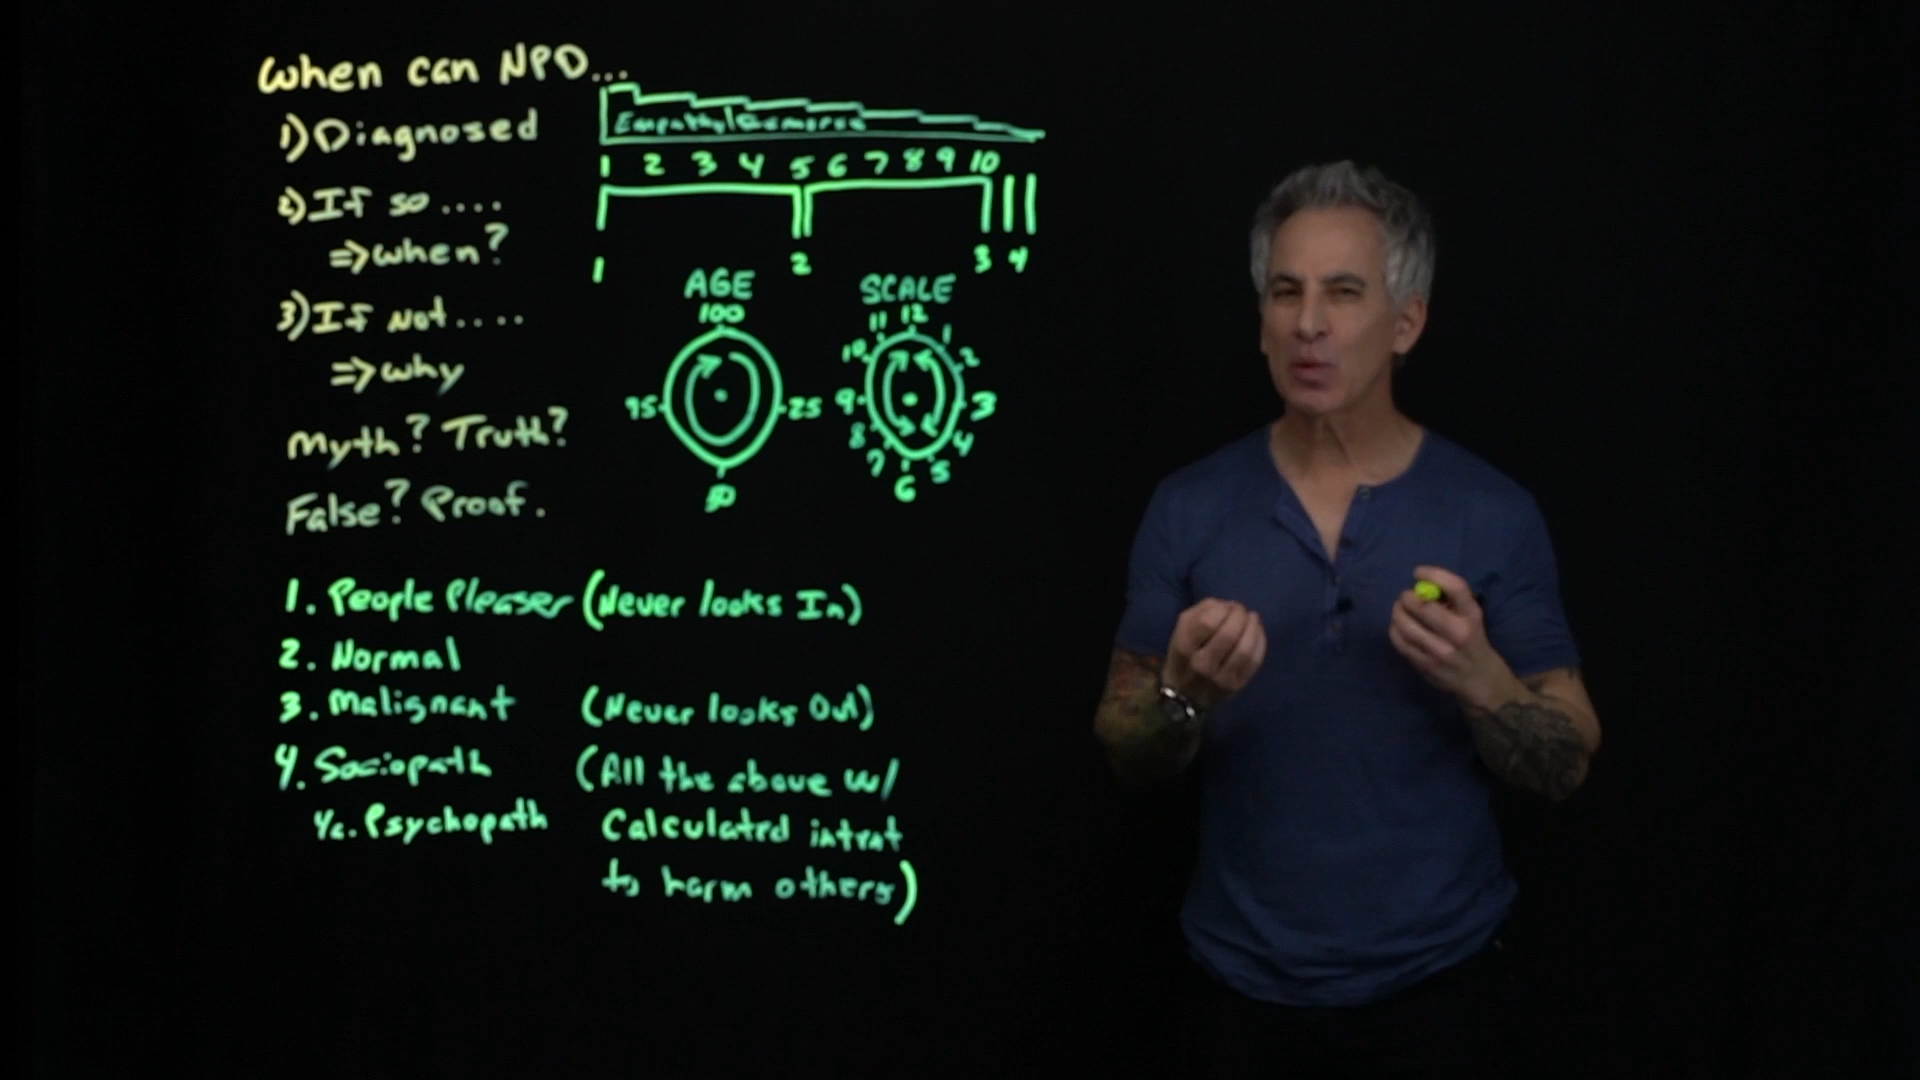 When can NPD...
1) Diagnosed
2) If so....
=> when?
3) If Not....
=> why
Myth? Truth?
False? Proof.
Empathy/Remorse
1 2 3 4 5 6 7 8 9 10
1 2 3 4
AGE
100
75 25
50
SCALE
11 12 1
10 2
9 3
8 4
7 6 5
1. People Pleaser (Never looks In)
2. Normal
3. Malignant (Never looks Out)
4. Sociopath (All the above w/
4a. Psychopath Calculated intent
to harm others)